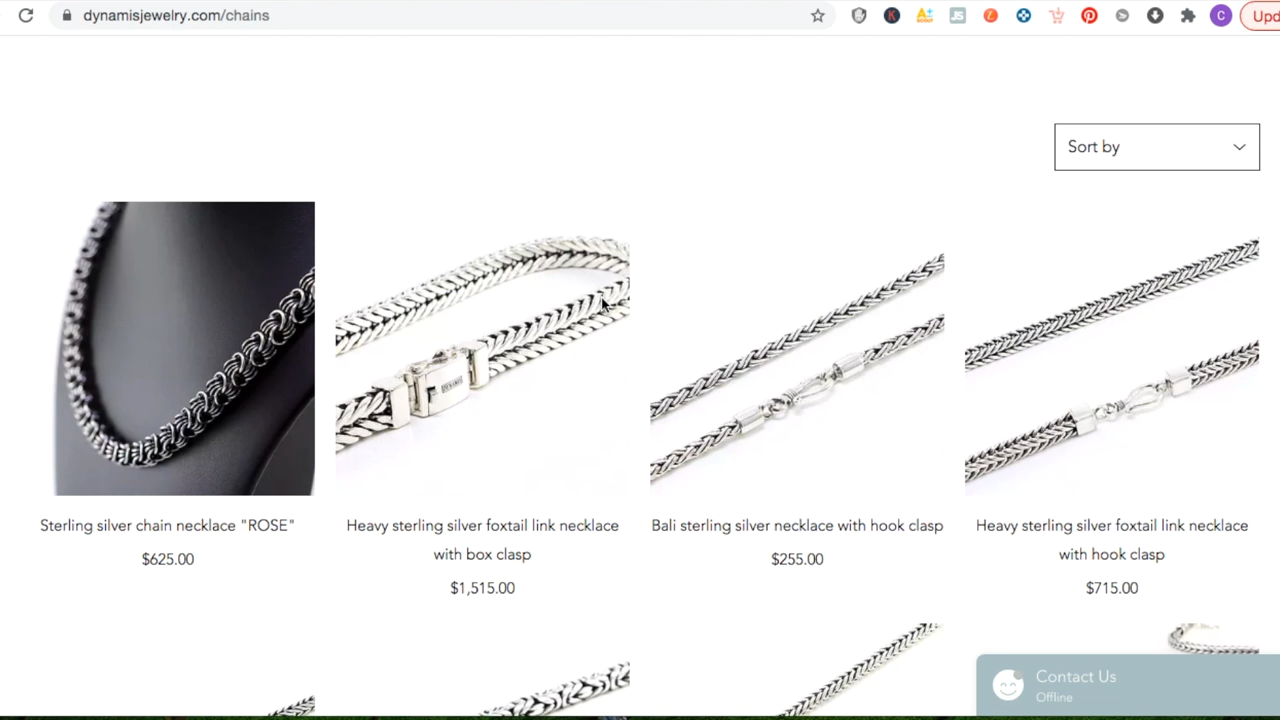 dynamisjewelry.com/chains
C
Upd
Sort by
Sterling silver chain necklace "ROSE"
$625.00
Heavy sterling silver foxtail link necklace
with box clasp
$1,515.00
Bali sterling silver necklace with hook clasp
$255.00
Heavy sterling silver foxtail link necklace
with hook clasp
$715.00
Contact Us
Offline